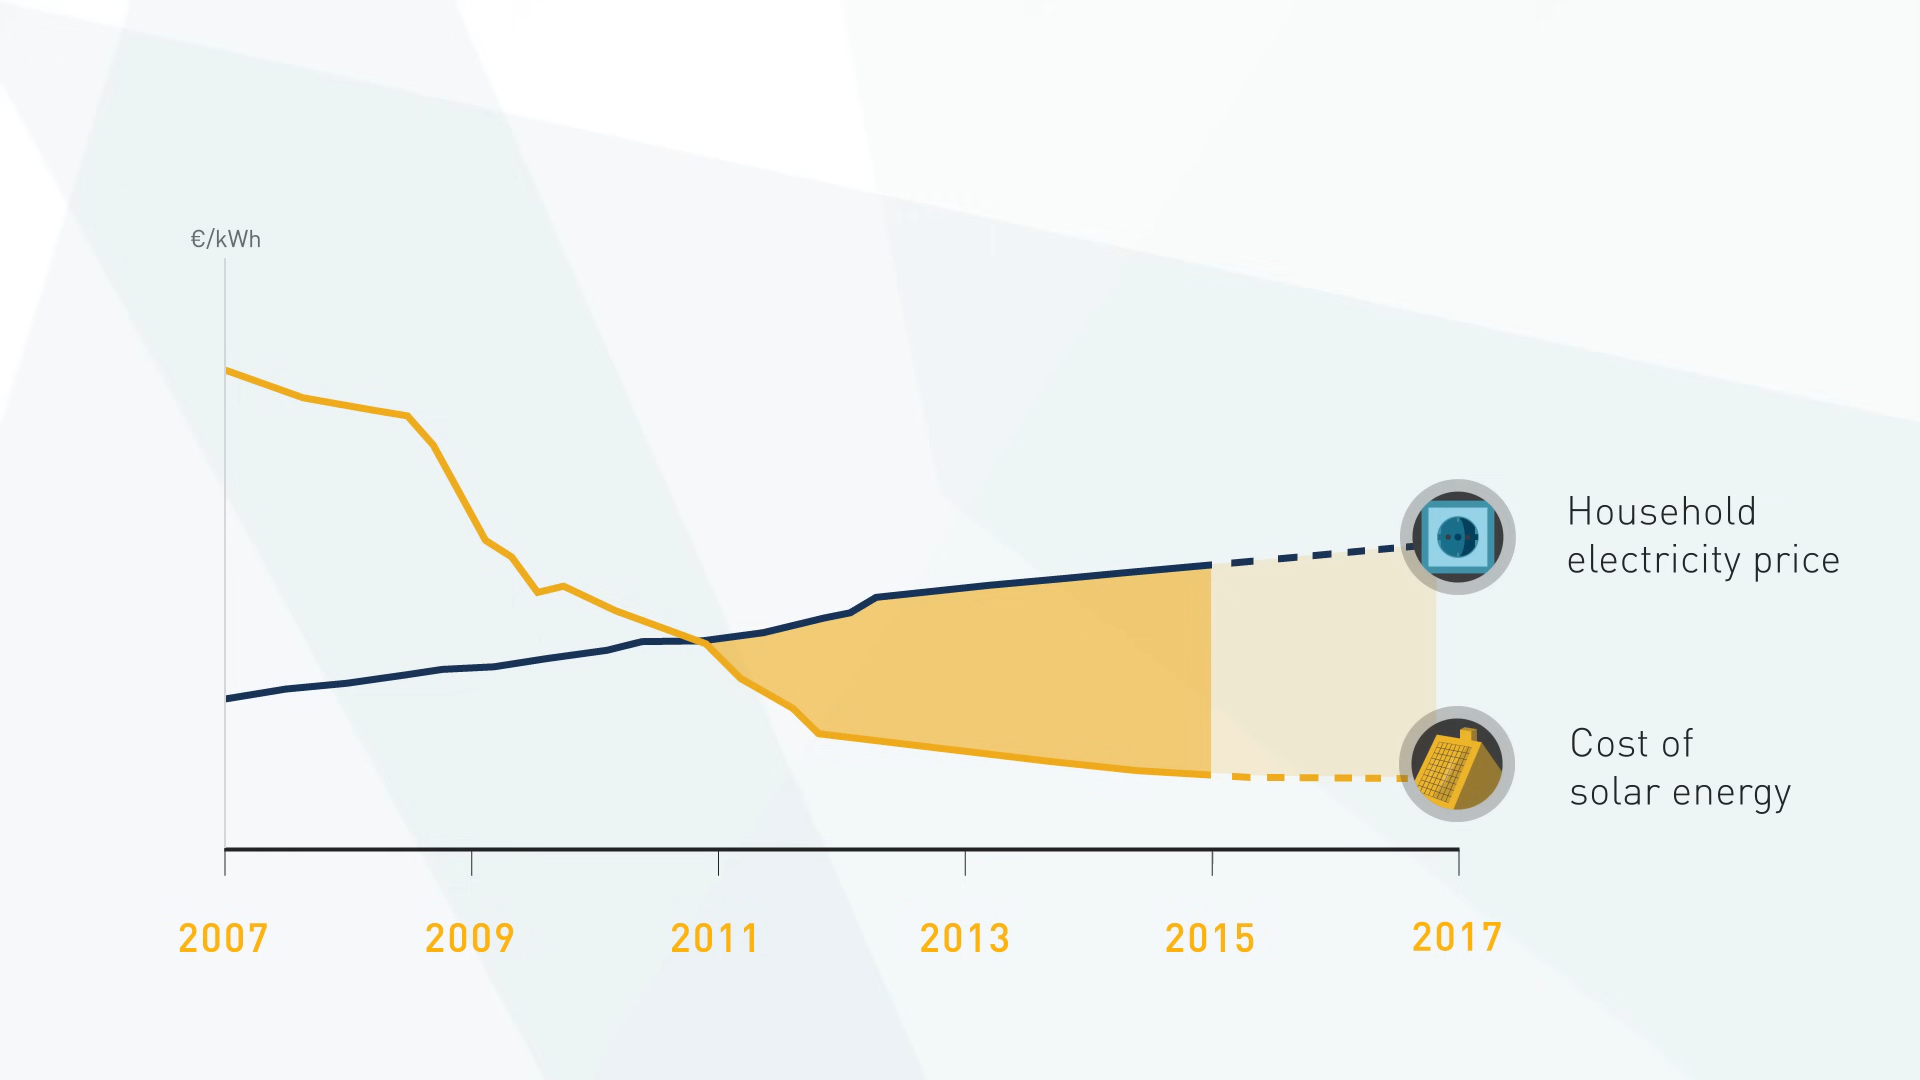 €/kWh
Household
electricity price
Cost of
solar energy
2007 2009 2011 2013 2015 2017